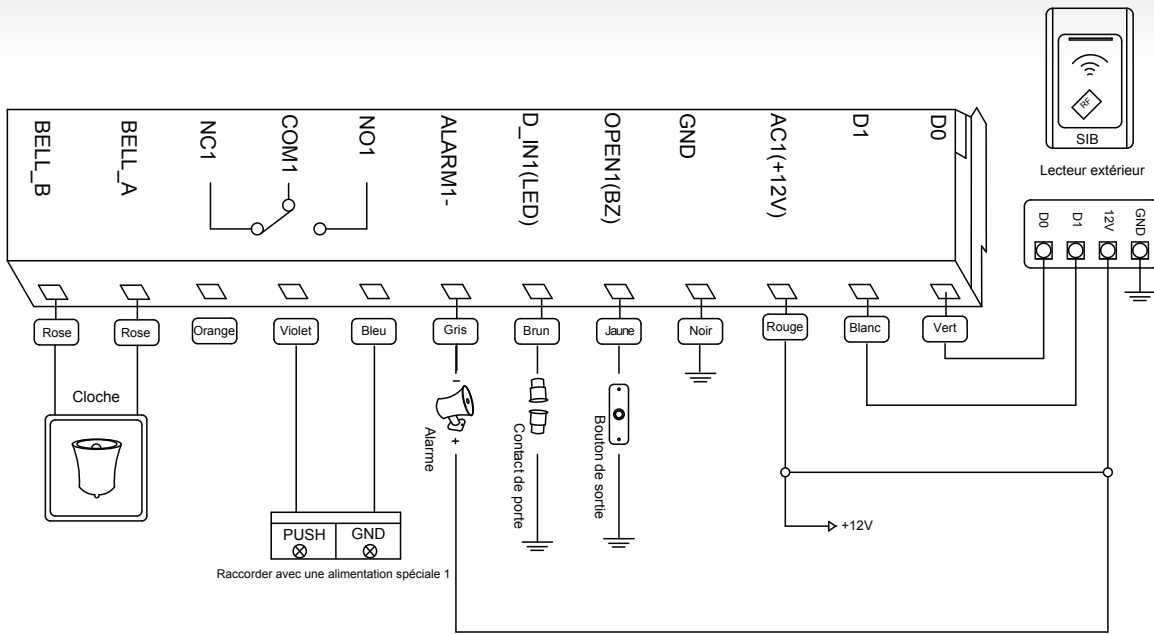 RF
SIB
Lecteur extérieur
BELL_B
BELL_A
NC1
COM1
NO1
ALARM1-
D_IN1(LED)
OPEN1(BZ)
GND
AC1(+12V)
D1
D0
D0
D1
12V
GND
Rose
Rose
Orange
Violet
Bleu
Gris
Brun
Jaune
Noir
Rouge
Blanc
Vert
Cloche
−
+
Alarme
Contact de porte
Bouton de sortie
+12V
PUSH
GND
Raccorder avec une alimentation spéciale 1